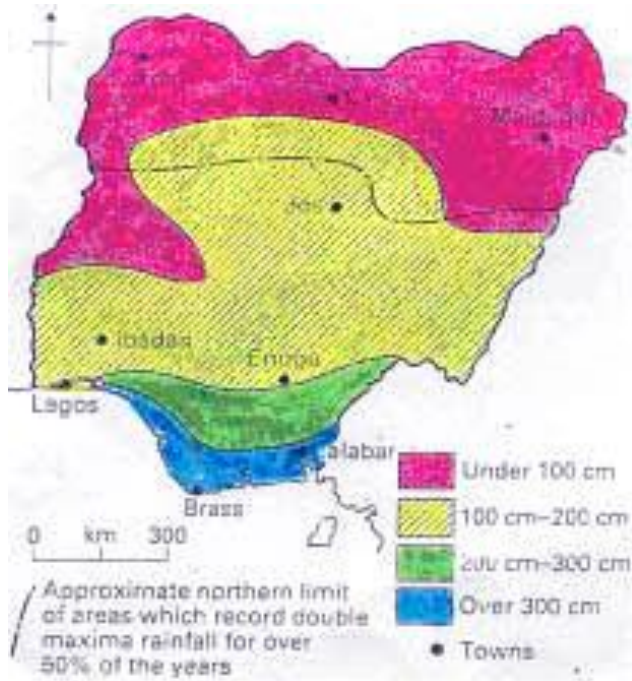 Jos
Ibadan
Enugu
Lagos
alabar
Brass
0 km 300
Under 100 cm
100 cm–200 cm
200 cm–300 cm
Over 300 cm
Towns
Approximate northern limit
of areas which record double
maxima rainfall for over
50% of the years